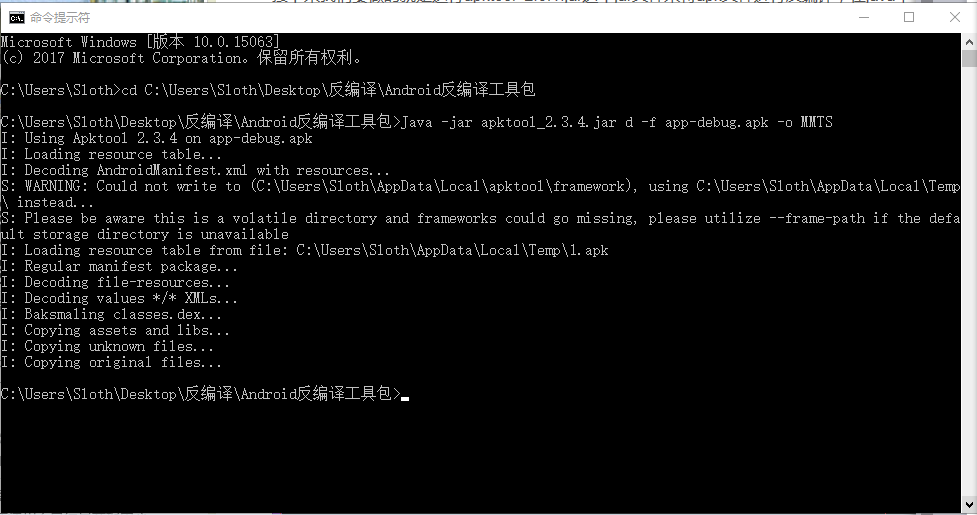 命令提示符
Microsoft Windows [版本 10.0.15063]
(c) 2017 Microsoft Corporation。保留所有权利。
C:\Users\Sloth>cd C:\Users\Sloth\Desktop\反编译\Android反编译工具包
C:\Users\Sloth\Desktop\反编译\Android反编译工具包>Java -jar apktool_2.3.4.jar d -f app-debug.apk -o MMTS
I: Using Apktool 2.3.4 on app-debug.apk
I: Loading resource table...
I: Decoding AndroidManifest.xml with resources...
S: WARNING: Could not write to (C:\Users\Sloth\AppData\Local\apktool\framework), using C:\Users\Sloth\AppData\Local\Temp
\ instead...
S: Please be aware this is a volatile directory and frameworks could go missing, please utilize --frame-path if the defa
ult storage directory is unavailable
I: Loading resource table from file: C:\Users\Sloth\AppData\Local\Temp\1.apk
I: Regular manifest package...
I: Decoding file-resources...
I: Decoding values */* XMLs...
I: Baksmaling classes.dex...
I: Copying assets and libs...
I: Copying unknown files...
I: Copying original files...
C:\Users\Sloth\Desktop\反编译\Android反编译工具包>